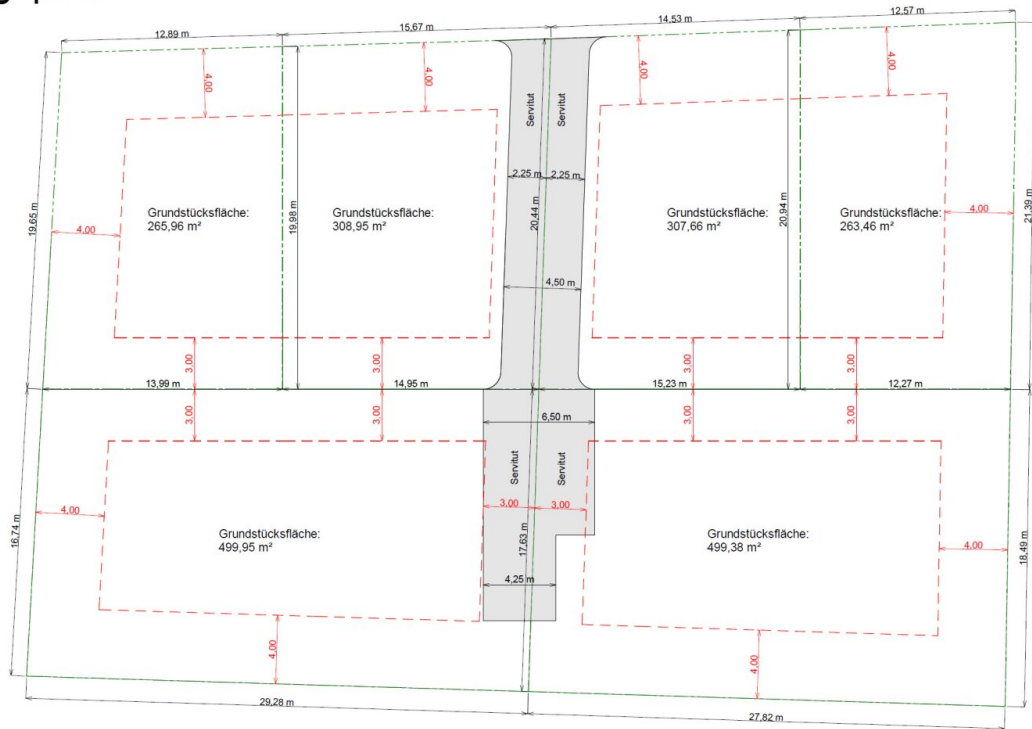 12,89 m
15,67 m
14,53 m
12,57 m
4,00
4,00
4,00
4,00
Servitut
Servitut
2,25 m
2,25 m
19,65 m
19,98 m
20,44 m
20,94 m
21,39 m
Grundstücksfläche:
265,96 m²
Grundstücksfläche:
308,95 m²
Grundstücksfläche:
307,66 m²
Grundstücksfläche:
263,46 m²
4,00
4,00
4,50 m
3,00
3,00
3,00
3,00
13,99 m
14,95 m
15,23 m
12,27 m
3,00
3,00
3,00
3,00
6,50 m
Servitut
Servitut
3,00
3,00
4,00
4,00
16,74 m
17,63 m
18,49 m
Grundstücksfläche:
499,95 m²
Grundstücksfläche:
499,38 m²
4,25 m
4,00
4,00
29,28 m
27,82 m